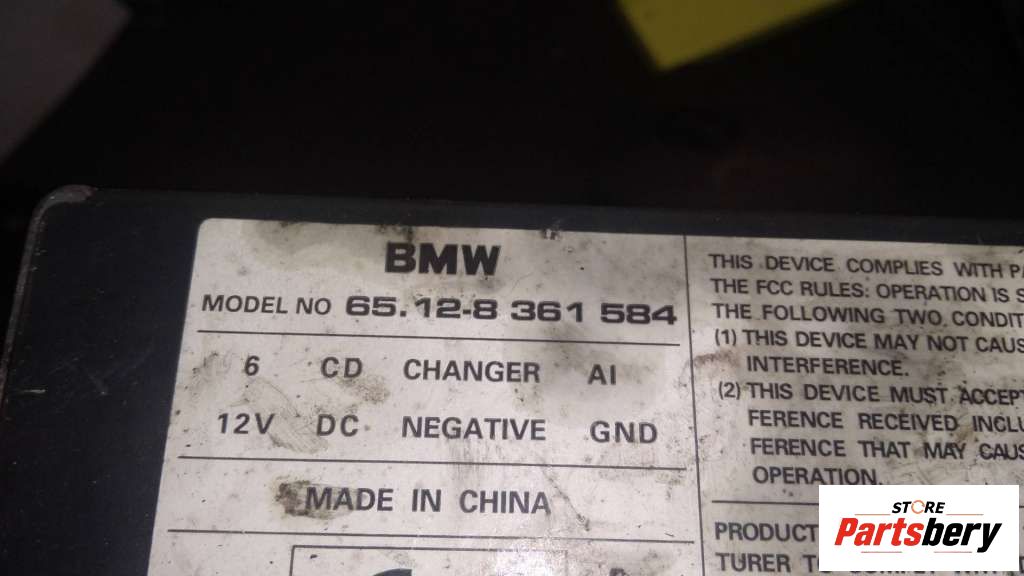 BMW
MODEL NO 65.12-8 361 584
6 CD CHANGER AI
12V DC NEGATIVE GND
MADE IN CHINA
THIS DEVICE COMPLIES WITH
THE FCC RULES: OPERATION IS
THE FOLLOWING TWO
(1) THIS DEVICE MAY NOT
INTERFERENCE.
(2) THIS DEVICE MUST ACCEPT
FERENCE RECEIVED
FERENCE THAT MAY
OPERATION.
PRODUCT
TURER TO
STORE
Partsbery